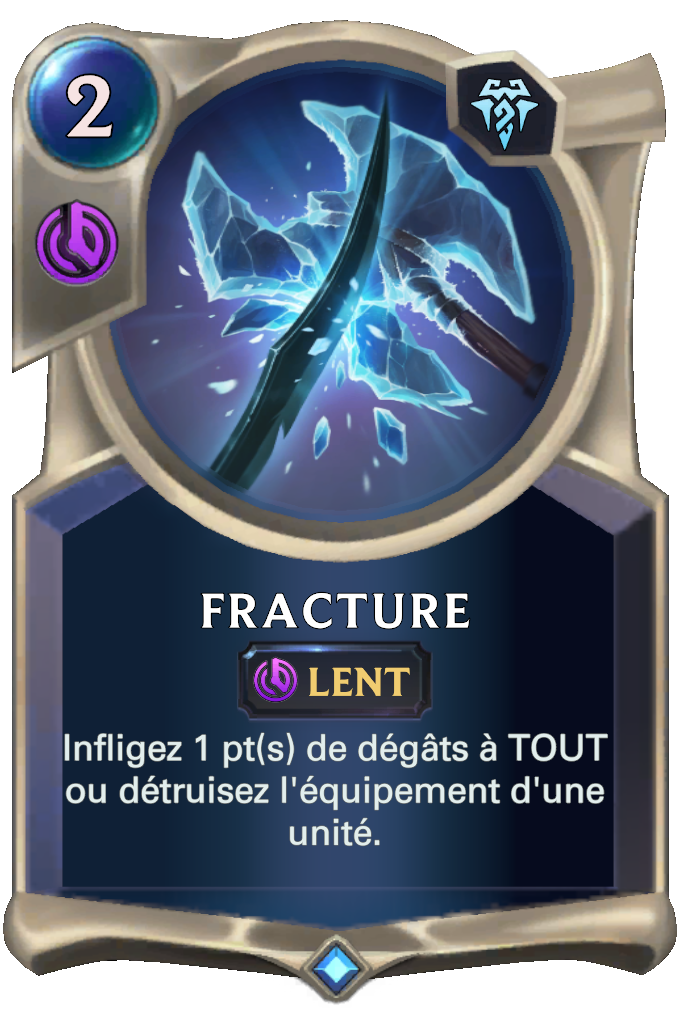 2
FRACTURE
LENT
Infligez 1 pt(s) de dégâts à TOUT
ou détruisez l'équipement d'une
unité.